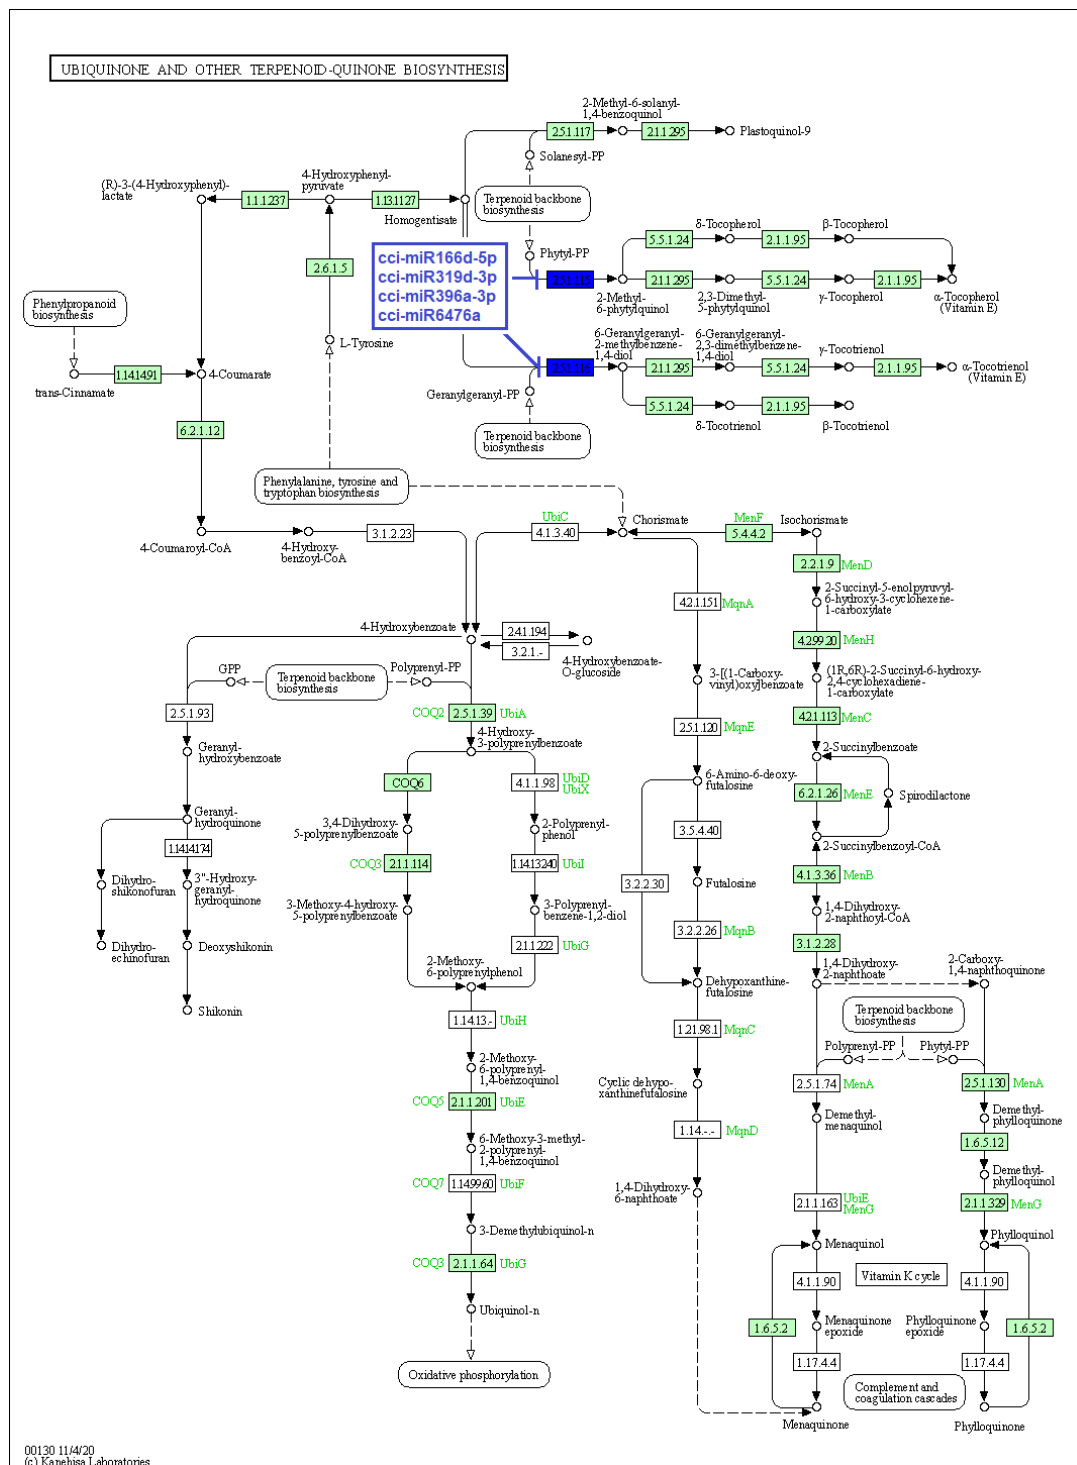 UBIQUINONE AND OTHER TERPENOID-QUINONE BIOSYNTHESIS
2-Methyl-6-solanyl-
1,4-benzoquinol
2.5.1.117
2.1.1.295
Plastoquinol-9
Solanesyl-PP
(R)-3-(4-Hydroxyphenyl)-
lactate
1.1.1.237
4-Hydroxyphenyl-
pyruvate
1.13.11.27
Homogentisate
Terpenoid backbone
biosynthesis
Phytyl-PP
cci-miR166d-5p
cci-miR319d-3p
cci-miR396a-3p
cci-miR6476a
2.5.1.115
2-Methyl-
6-phytylquinol
5.5.1.24
δ-Tocopherol
2.1.1.95
β-Tocopherol
2.1.1.295
2,3-Dimethyl-
5-phytylquinol
5.5.1.24
γ-Tocopherol
2.1.1.95
α-Tocopherol
(Vitamin E)
2.6.1.5
L-Tyrosine
Phenylpropanoid
biosynthesis
trans-Cinnamate
1.14.14.91
4-Coumarate
6.2.1.12
2.5.1.116
6-Geranylgeranyl-
2-methylbenzene-
1,4-diol
2.1.1.295
6-Geranylgeranyl-
2,3-dimethylbenzene-
1,4-diol
5.5.1.24
γ-Tocotrienol
2.1.1.95
α-Tocotrienol
(Vitamin E)
Geranylgeranyl-PP
Terpenoid backbone
biosynthesis
5.5.1.24
δ-Tocotrienol
2.1.1.95
β-Tocotrienol
Phenylalanine, tyrosine and
tryptophan biosynthesis
4-Coumaroyl-CoA
4-Hydroxy-
benzoyl-CoA
3.1.2.23
UbiC
4.1.3.40
Chorismate
MenF
5.4.4.2
Isochorismate
2.2.1.9 MenD
2-Succinyl-5-enolpyruvyl-
6-hydroxy-3-cyclohexene-
1-carboxylate
4.2.1.151 MqnA
4.2.99.20 MenH
4-Hydroxybenzoate
2.4.1.194
3.2.1.-
4-Hydroxybenzoate-
O-glucoside
3-[(1-Carboxy-
vinyl)oxy]benzoate
(1R,6R)-2-Succinyl-6-hydroxy-
2,4-cyclohexadiene-
1-carboxylate
GPP
Terpenoid backbone
biosynthesis
Polyprenyl-PP
2.5.1.93
COQ2 2.5.1.39 UbiA
2.5.1.120 MqnE
4.2.1.113 MenC
Geranyl-
hydroxybenzoate
4-Hydroxy-
3-polyprenylbenzoate
2-Succinylbenzoate
COQ6
4.1.1.98 UbiD
UbiX
6-Amino-6-deoxy-
futalosine
6.2.1.26 MenE
Spirodilactone
Geranyl-
hydroquinone
3,4-Dihydroxy-
5-polyprenylbenzoate
2-Polyprenyl-
phenol
3.5.4.40
2-Succinylbenzoyl-CoA
1.14.14.174
COQ3 2.1.1.114
1.14.13.240 UbiI
4.1.3.36 MenB
Dihydro-
shikonofuran
3"-Hydroxy-
geranyl-
hydroquinone
3.2.2.30
Futalosine
3-Methoxy-4-hydroxy-
5-polyprenylbenzoate
3-Polyprenyl-
benzene-1,2-diol
1,4-Dihydroxy-
2-naphthoyl-CoA
Dihydro-
echinofuran
Deoxyshikonin
2.1.1.222 UbiG
3.2.2.26 MqnB
3.1.2.28
2-Methoxy-
6-polyprenylphenol
Dehypoxanthine-
futalosine
1,4-Dihydroxy-
2-naphthoate
2-Carboxy-
1,4-naphthoquinone
Shikonin
1.14.13.- UbiH
1.21.98.1 MqnC
Terpenoid backbone
biosynthesis
2-Methoxy-
6-polyprenyl-
1,4-benzoquinol
Cyclic dehypo-
xanthinefutalosine
Polyprenyl-PP
Phytyl-PP
2.5.1.74 MenA
2.5.1.130 MenA
COQ5 2.1.1.201 UbiE
1.14.-.- MqnD
Demethyl-
menaquinol
Demethyl-
phylloquinone
6-Methoxy-3-methyl-
2-polyprenyl-
1,4-benzoquinol
1.6.5.12
COQ7 1.14.99.60 UbiF
1,4-Dihydroxy-
6-naphthoate
Demethyl-
phylloquinol
2.1.1.163 UbiE
MenG
2.1.1.329 MenG
3-Demethylubiquinol-n
Menaquinol
Phylloquinol
COQ3 2.1.1.64 UbiG
4.1.1.90
Vitamin K cycle
4.1.1.90
Ubiquinol-n
1.6.5.2
Menaquinone
epoxide
Phylloquinone
epoxide
1.6.5.2
Oxidative phosphorylation
1.17.4.4
1.17.4.4
Complement and
coagulation cascades
Menaquinone
Phylloquinone
00130 11/4/20
(c) Kanehisa Laboratories